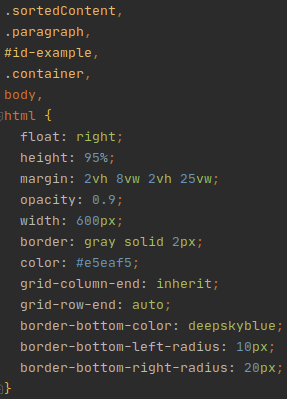 .sortedContent,
.paragraph,
#id-example,
.container,
body,
html {
float: right;
height: 95%;
margin: 2vh 8vw 2vh 25vw;
opacity: 0.9;
width: 600px;
border: gray solid 2px;
color: #e5eaf5;
grid-column-end: inherit;
grid-row-end: auto;
border-bottom-color: deepskyblue;
border-bottom-left-radius: 10px;
border-bottom-right-radius: 20px;
}